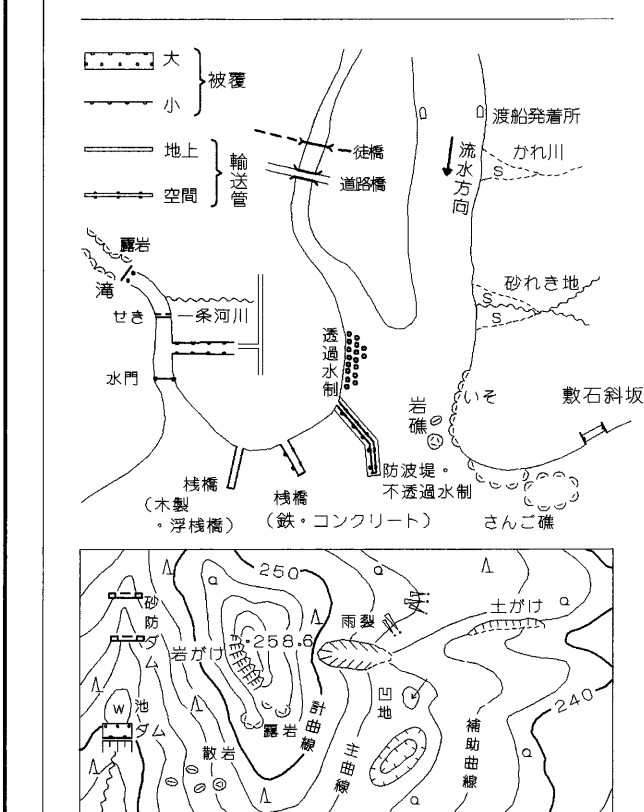 大
小
被覆
地上
空間
輸送管
徒橋
道路橋
渡船発着所
流水方向
かれ川
S
露岩
滝
せき
一条河川
水門
砂れき地
S
S
透過水制
いそ
岩礁
敷石斜坂
桟橋
(木製
・浮桟橋)
桟橋
(鉄・コンクリート)
防波堤・
不透過水制
さんご礁
250
砂防ダム
岩がけ
・258.6
雨裂
土がけ
W
池
ダム
露岩
散岩
計曲線
主曲線
凹地
補助曲線
240